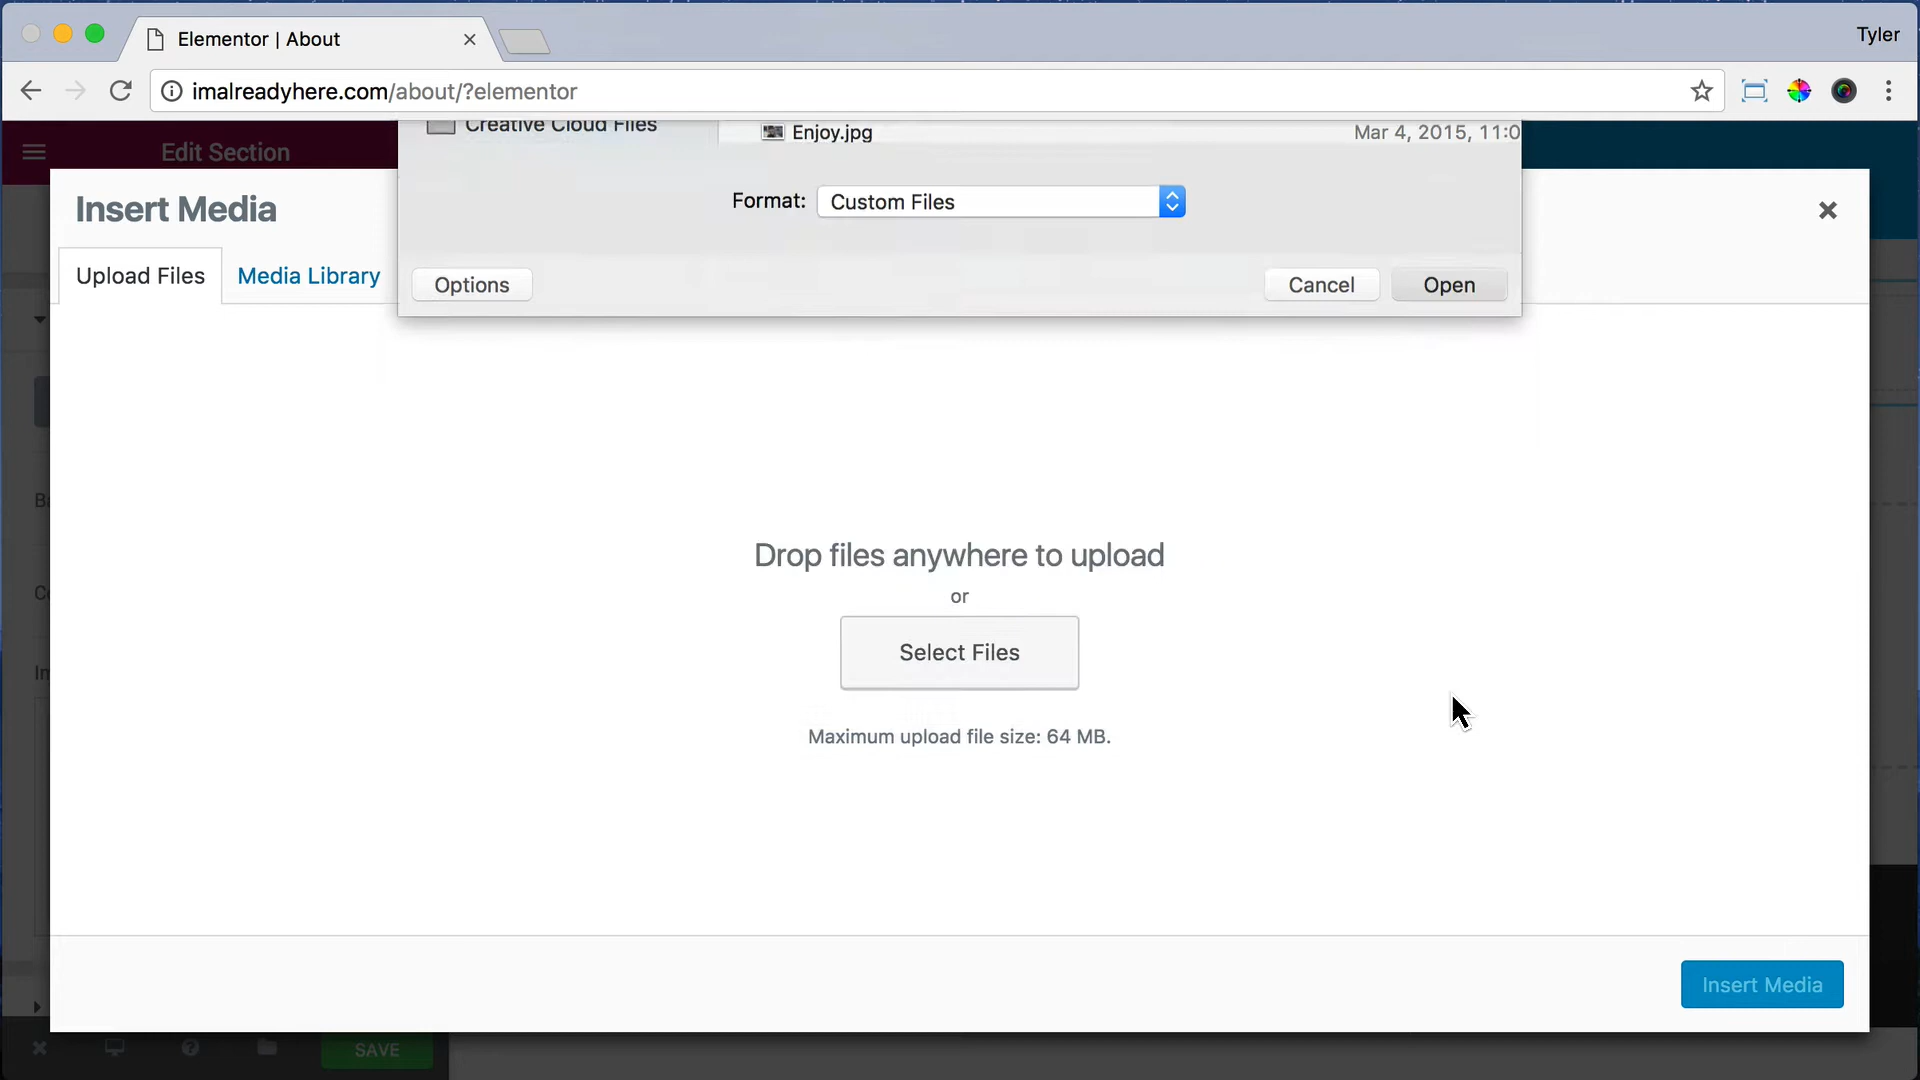 Elementor | About
Tyler
imalreadyhere.com/about/?elementor
Creative Cloud Files
Enjoy.jpg
Mar 4, 2015, 11:0
Edit Section
Format:
Custom Files
Insert Media
Upload Files
Media Library
Options
Cancel
Open
Ba
Drop files anywhere to upload
or
Select Files
Maximum upload file size: 64 MB.
Insert Media
SAVE